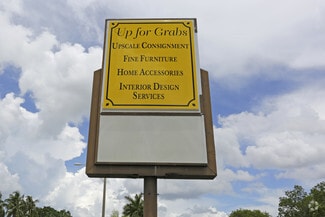 Up for Grabs
Upscale Consignment
Fine Furniture
Home Accessories
Interior Design
Services